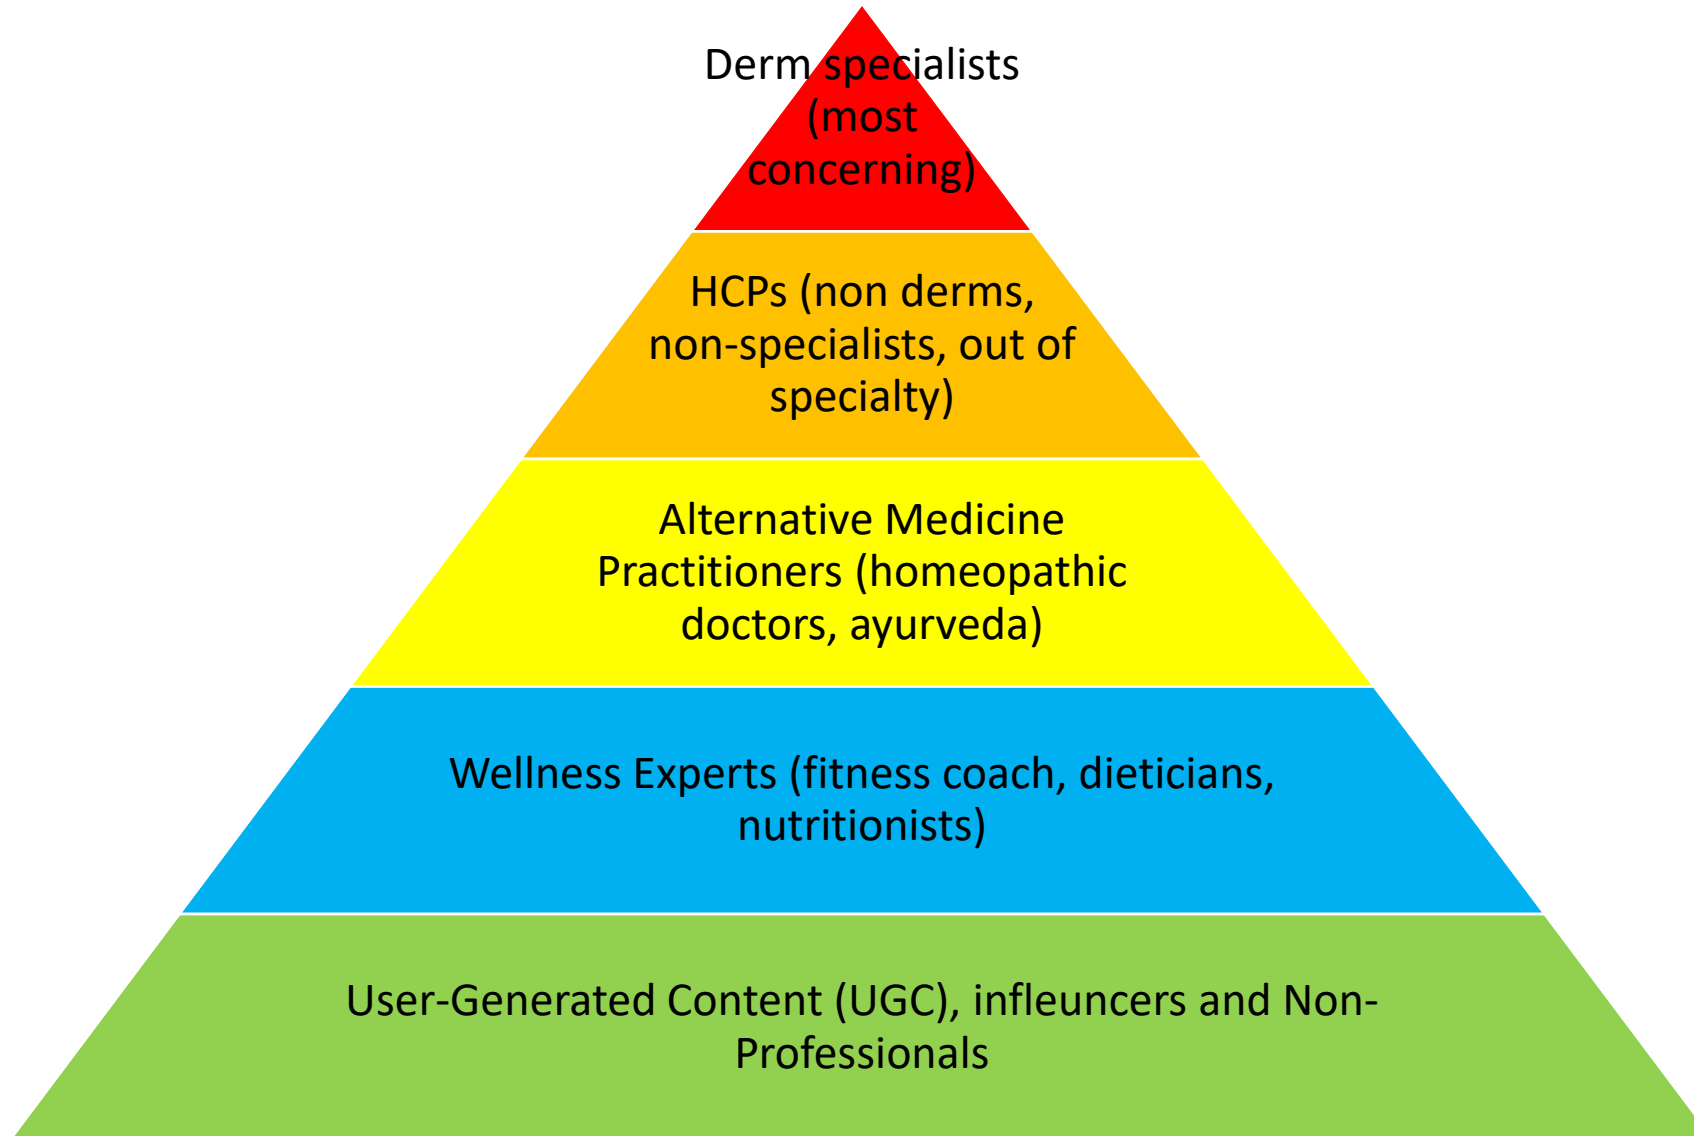 Derm specialists
(most
concerning)
HCPs (non derms,
non-specialists, out of
specialty)
Alternative Medicine
Practitioners (homeopathic
doctors, ayurveda)
Wellness Experts (fitness coach, dieticians,
nutritionists)
User-Generated Content (UGC), infleuncers and Non-
Professionals